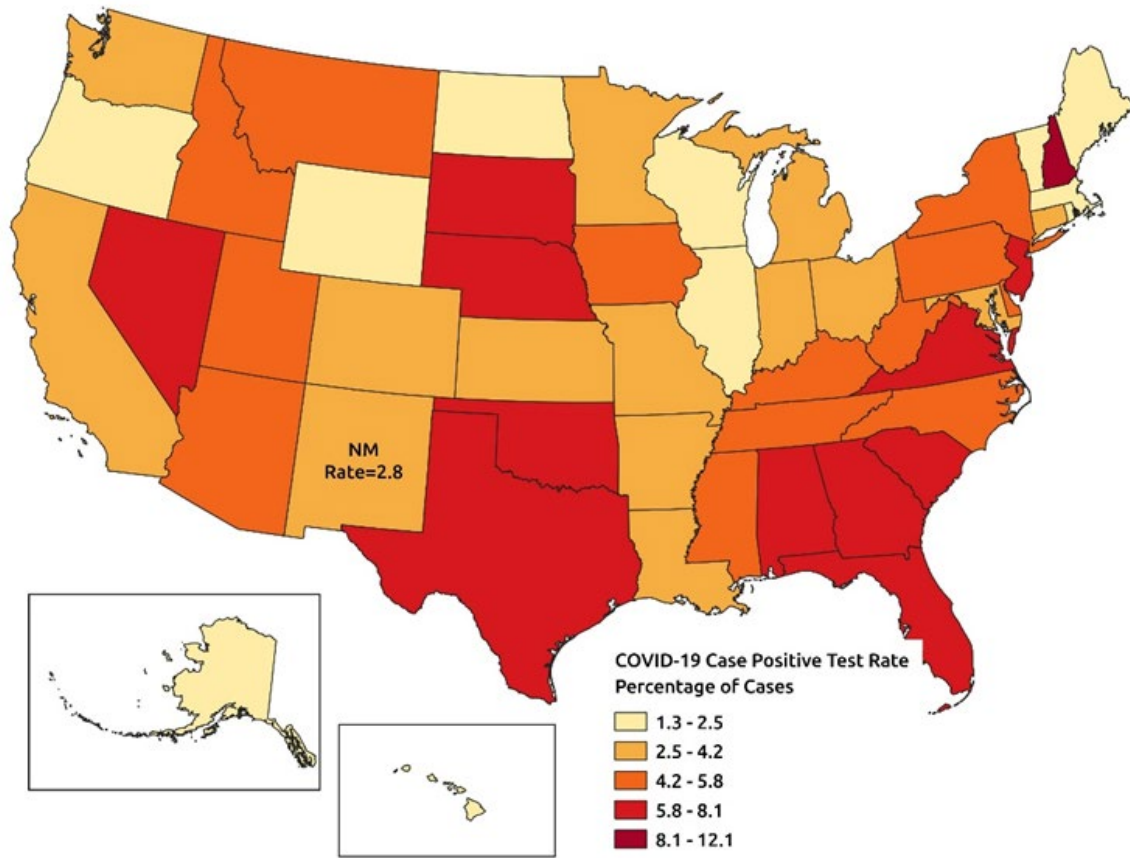 NM
Rate=2.8
COVID-19 Case Positive Test Rate
Percentage of Cases
1.3 - 2.5
2.5 - 4.2
4.2 - 5.8
5.8 - 8.1
8.1 - 12.1